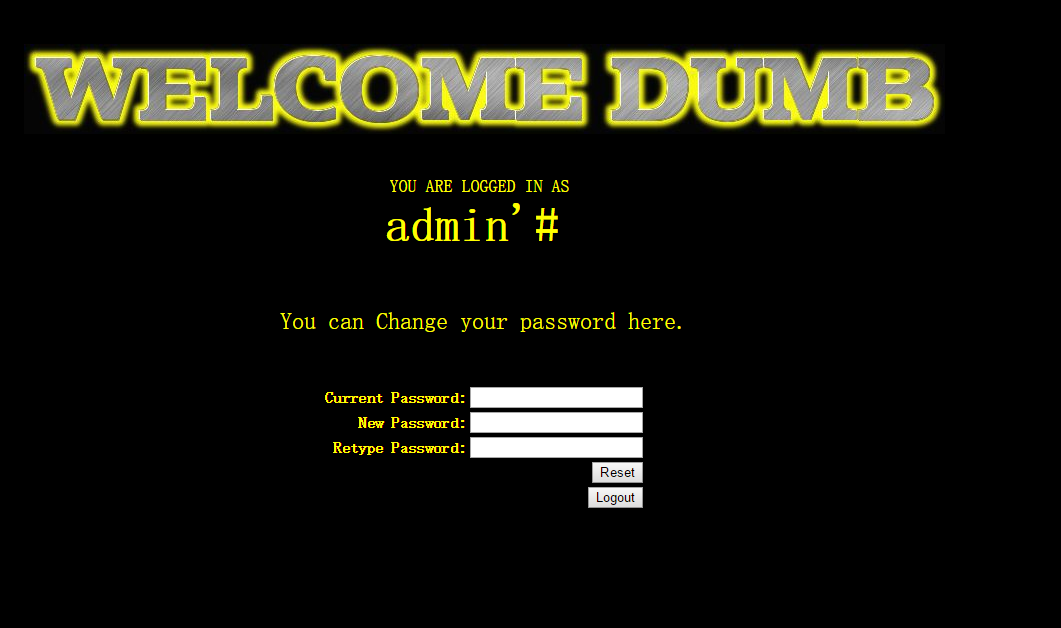 WELCOME DUMB
YOU ARE LOGGED IN AS
admin'#
You can Change your password here.
Current Password:
New Password:
Retype Password:
Reset
Logout